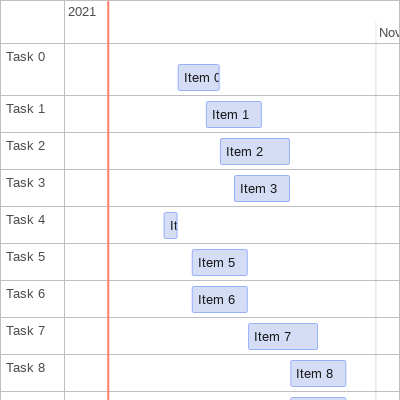 2021
Nov
Task 0
Item 0
Task 1
Item 1
Task 2
Item 2
Task 3
Item 3
Task 4
It
Task 5
Item 5
Task 6
Item 6
Task 7
Item 7
Task 8
Item 8